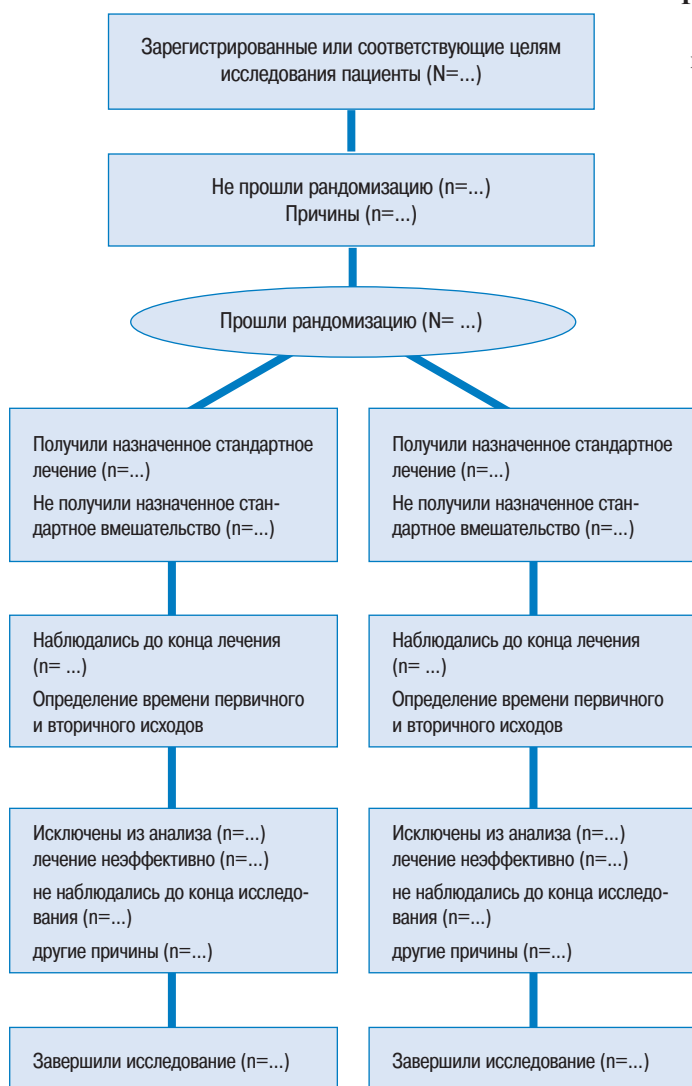 Зарегистрированные или соответствующие целям
исследования пациенты (N=...)
Не прошли рандомизацию (n=...)
Причины (n=...)
Прошли рандомизацию (N= ...)
Получили назначенное стандартное
лечение (n=...)
Не получили назначенное стан-
дартное вмешательство (n=...)
Получили назначенное стандартное
лечение (n=...)
Не получили назначенное стан-
дартное вмешательство (n=...)
Наблюдались до конца лечения
(n= ...)
Определение времени первичного
и вторичного исходов
Наблюдались до конца лечения
(n= ...)
Определение времени первичного
и вторичного исходов
Исключены из анализа (n=...)
лечение неэффективно (n=...)
не наблюдались до конца исследо-
вания (n=...)
другие причины (n=...)
Исключены из анализа (n=...)
лечение неэффективно (n=...)
не наблюдались до конца исследо-
вания (n=...)
другие причины (n=...)
Завершили исследование (n=...)
Завершили исследование (n=...)